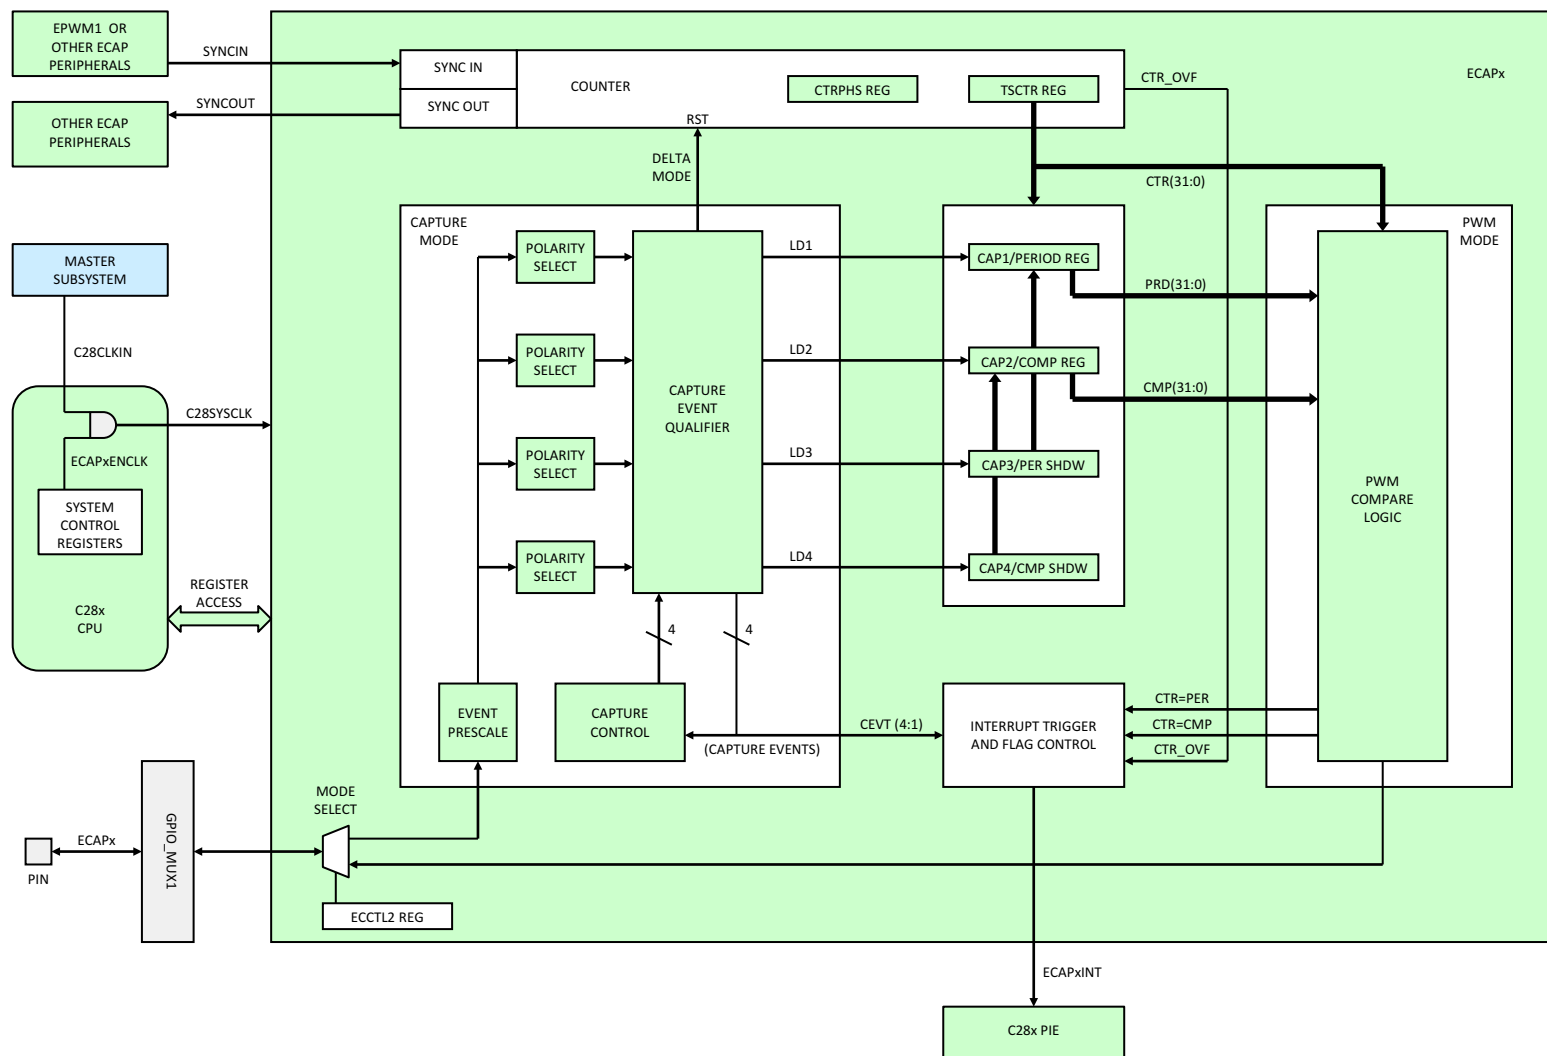 EPWM1 OR
OTHER ECAP
PERIPHERALS
SYNCIN
SYNC IN
COUNTER
CTRPHS REG
TSCTR REG
CTR_OVF
ECAPx
SYNCOUT
SYNC OUT
OTHER ECAP
PERIPHERALS
RST
DELTA
MODE
CTR(31:0)
CAPTURE
MODE
PWM
MODE
POLARITY
SELECT
LD1
CAP1/PERIOD REG
PRD(31:0)
MASTER
SUBSYSTEM
C28CLKIN
POLARITY
SELECT
LD2
CAP2/COMP REG
CMP(31:0)
CAPTURE
EVENT
QUALIFIER
C28SYSCLK
ECAPxENCLK
POLARITY
SELECT
LD3
CAP3/PER SHDW
PWM
COMPARE
LOGIC
SYSTEM
CONTROL
REGISTERS
POLARITY
SELECT
LD4
CAP4/CMP SHDW
REGISTER
ACCESS
C28x
CPU
4
4
EVENT
PRESCALE
CAPTURE
CONTROL
CEVT (4:1)
(CAPTURE EVENTS)
INTERRUPT TRIGGER
AND FLAG CONTROL
CTR=PER
CTR=CMP
CTR_OVF
MODE
SELECT
ECAPx
PIN
GPIO_MUX1
ECCTL2 REG
ECAPxINT
C28x PIE